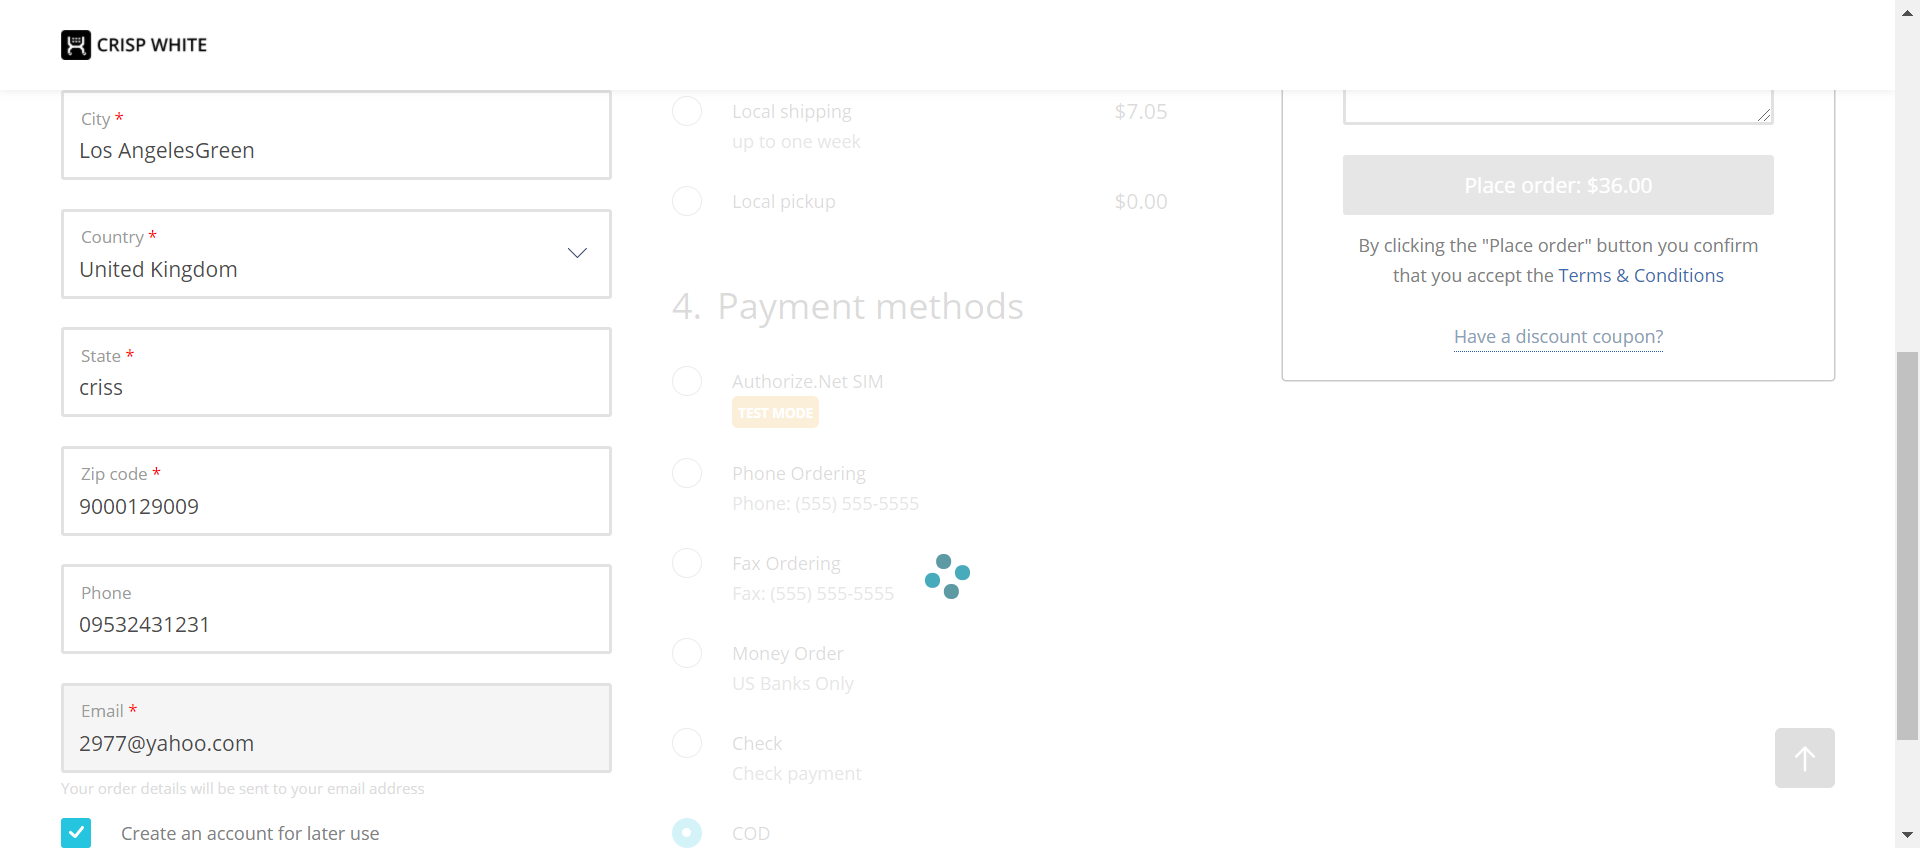 CRISP WHITE
City *
Los AngelesGreen
Country *
United Kingdom
State *
criss
Zip code *
9000129009
Phone
09532431231
Email *
2977@yahoo.com
Your order details will be sent to your email address
Create an account for later use
Local shipping $7.05
up to one week
Local pickup $0.00
4. Payment methods
Authorize.Net SIM
TEST MODE
Phone Ordering
Phone: (555) 555-5555
Fax Ordering
Fax: (555) 555-5555
Money Order
US Banks Only
Check
Check payment
COD
Place order: $36.00
By clicking the "Place order" button you confirm
that you accept the Terms & Conditions
Have a discount coupon?